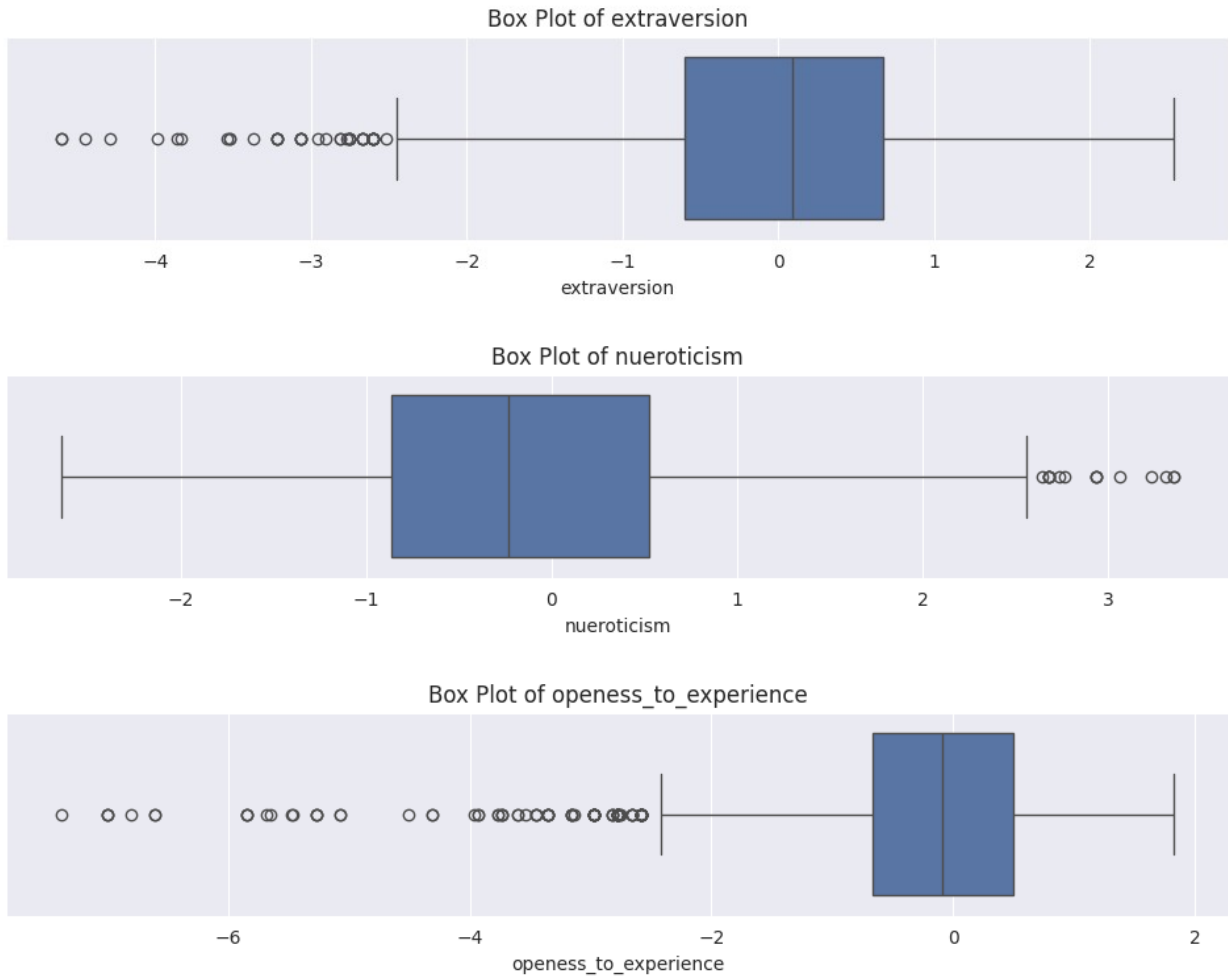 Box Plot of extraversion
−4 −3 −2 −1 0 1 2
extraversion
Box Plot of nueroticism
−2 −1 0 1 2 3
nueroticism
Box Plot of openess_to_experience
−6 −4 −2 0 2
openess_to_experience